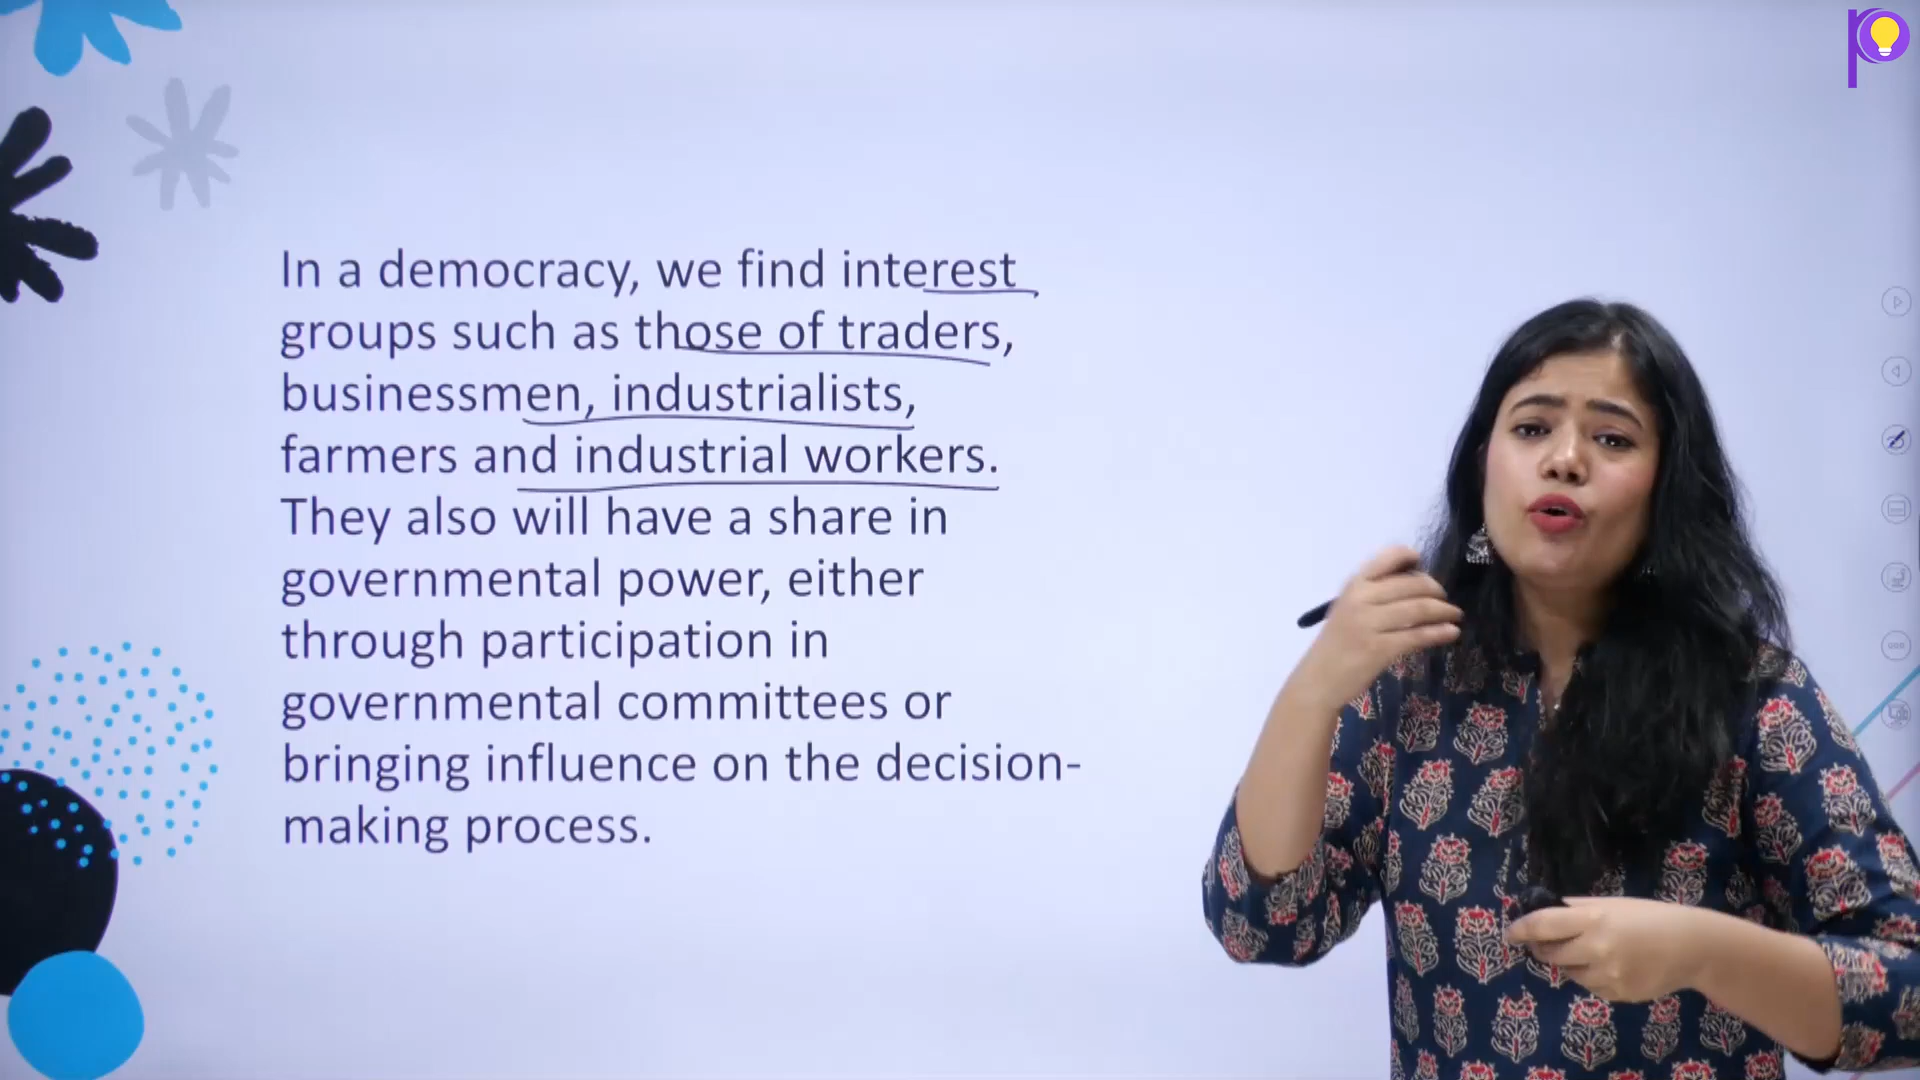 In a democracy, we find interest
groups such as those of traders,
businessmen, industrialists,
farmers and industrial workers.
They also will have a share in
governmental power, either
through participation in
governmental committees or
bringing influence on the decision-
making process.